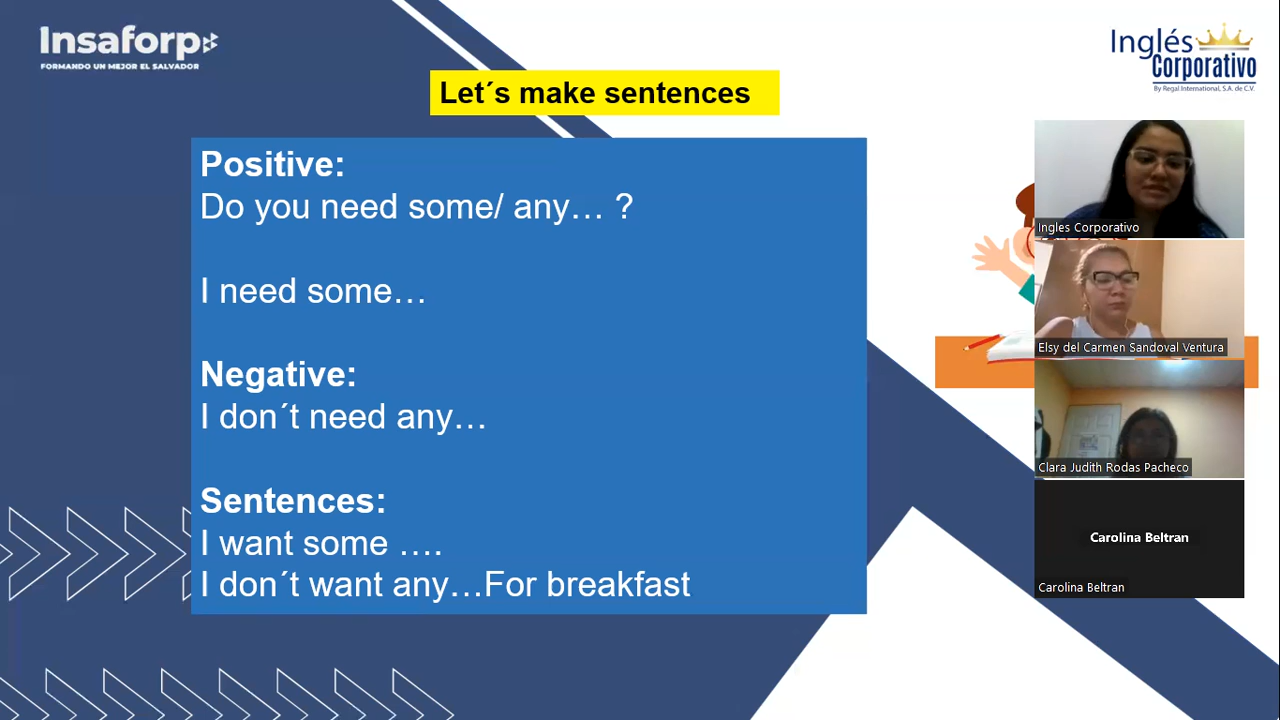 Insaforp
FORMANDO UN MEJOR EL SALVADOR
Inglés
Corporativo
By Regal International, S.A. de C.V.
Let´s make sentences
Positive:
Do you need some/ any… ?
I need some…
Negative:
I don´t need any…
Sentences:
I want some ….
I don´t want any…For breakfast
Ingles Corporativo
Elsy del Carmen Sandoval Ventura
Clara Judith Rodas Pacheco
Carolina Beltran
Carolina Beltran